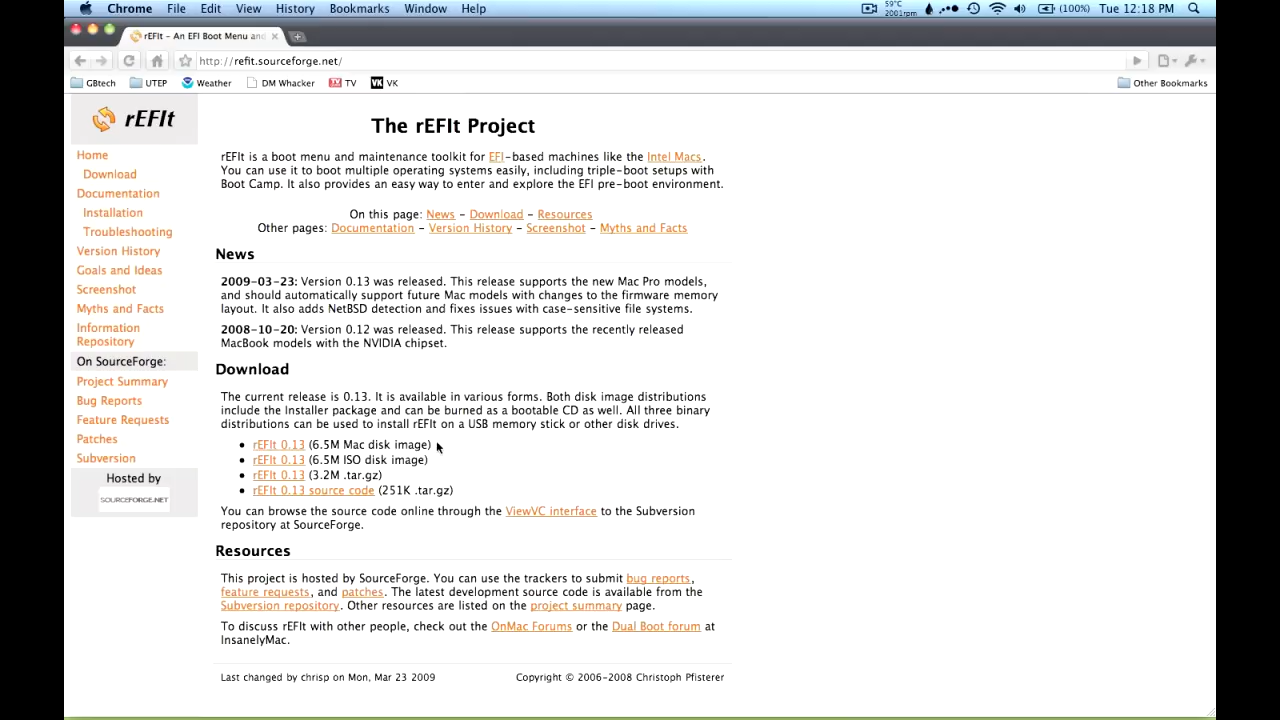 Chrome File Edit View History Bookmarks Window Help 59°C 2001rpm (100%) Tue 12:18 PM
rEFIt - An EFI Boot Menu and
http://refit.sourceforge.net/
GBtech UTEP Weather DM Whacker TV VK Other Bookmarks
rEFIt
Home
Download
Documentation
Installation
Troubleshooting
Version History
Goals and Ideas
Screenshot
Myths and Facts
Information
Repository
On SourceForge:
Project Summary
Bug Reports
Feature Requests
Patches
Subversion
Hosted by
SOURCEFORGE.NET
The rEFIt Project
rEFIt is a boot menu and maintenance toolkit for EFI-based machines like the Intel Macs.
You can use it to boot multiple operating systems easily, including triple-boot setups with
Boot Camp. It also provides an easy way to enter and explore the EFI pre-boot environment.
On this page: News - Download - Resources
Other pages: Documentation - Version History - Screenshot - Myths and Facts
News
2009-03-23: Version 0.13 was released. This release supports the new Mac Pro models,
and should automatically support future Mac models with changes to the firmware memory
layout. It also adds NetBSD detection and fixes issues with case-sensitive file systems.
2008-10-20: Version 0.12 was released. This release supports the recently released
MacBook models with the NVIDIA chipset.
Download
The current release is 0.13. It is available in various forms. Both disk image distributions
include the Installer package and can be burned as a bootable CD as well. All three binary
distributions can be used to install rEFIt on a USB memory stick or other disk drives.
• rEFIt 0.13 (6.5M Mac disk image)
• rEFIt 0.13 (6.5M ISO disk image)
• rEFIt 0.13 (3.2M .tar.gz)
• rEFIt 0.13 source code (251K .tar.gz)
You can browse the source code online through the ViewVC interface to the Subversion
repository at SourceForge.
Resources
This project is hosted by SourceForge. You can use the trackers to submit bug reports,
feature requests, and patches. The latest development source code is available from the
Subversion repository. Other resources are listed on the project summary page.
To discuss rEFIt with other people, check out the OnMac Forums or the Dual Boot forum at
InsanelyMac.
Last changed by chrisp on Mon, Mar 23 2009 Copyright © 2006-2008 Christoph Pfisterer